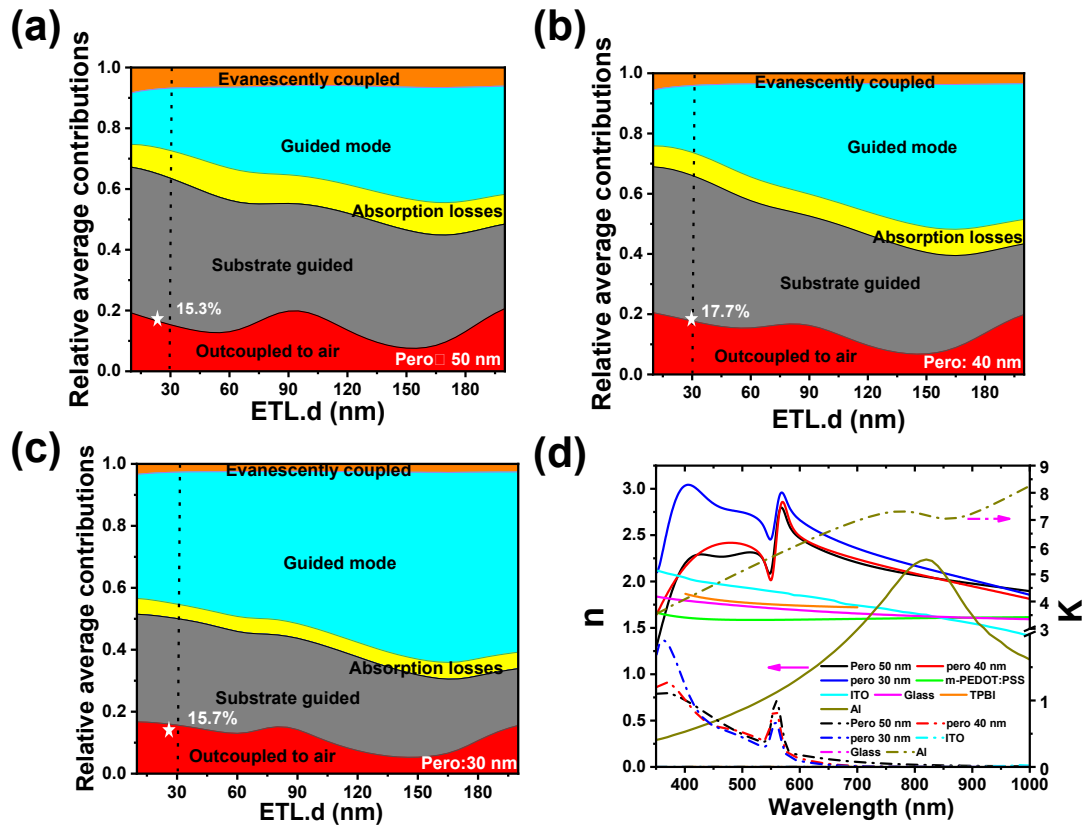 (a)
Relative average contributions
1.0
0.8
0.6
0.4
0.2
0.0
Evanescently coupled
Guided mode
Absorption losses
Substrate guided
15.3%
Outcoupled to air
Pero□ 50 nm
30 60 90 120 150 180
ETL.d (nm)
(b)
Relative average contributions
1.0
0.8
0.6
0.4
0.2
0.0
Evanescently coupled
Guided mode
Absorption losses
Substrate guided
17.7%
Outcoupled to air
Pero: 40 nm
30 60 90 120 150 180
ETL.d (nm)
(c)
Relative average contributions
1.0
0.8
0.6
0.4
0.2
0.0
Evanescently coupled
Guided mode
Absorption losses
Substrate guided
15.7%
Outcoupled to air
Pero:30 nm
30 60 90 120 150 180
ETL.d (nm)
(d)
n
3.0
2.5
2.0
1.5
1.0
0.5
0.0
9
8
7
6
5
4
3
1
0
K
Pero 50 nm pero 40 nm
pero 30 nm m-PEDOT:PSS
ITO Glass TPBI
Al
Pero 50 nm pero 40 nm
pero 30 nm ITO
Glass Al
400 500 600 700 800 900 1000
Wavelength (nm)